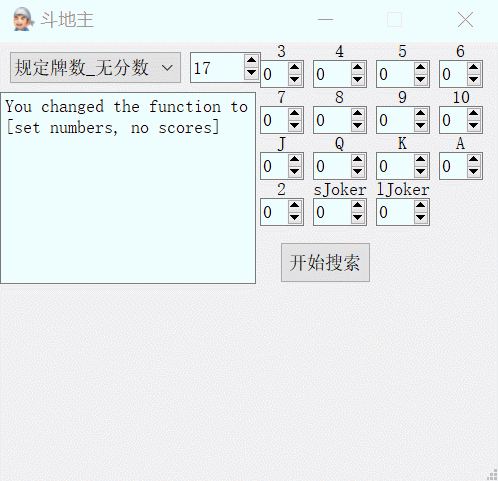 斗地主
规定牌数_无分数 17
You changed the function to
[set numbers, no scores]
3 4 5 6
0 0 0 0
7 8 9 10
0 0 0 0
J Q K A
0 0 0 0
2 sJoker lJoker
0 0 0
开始搜索